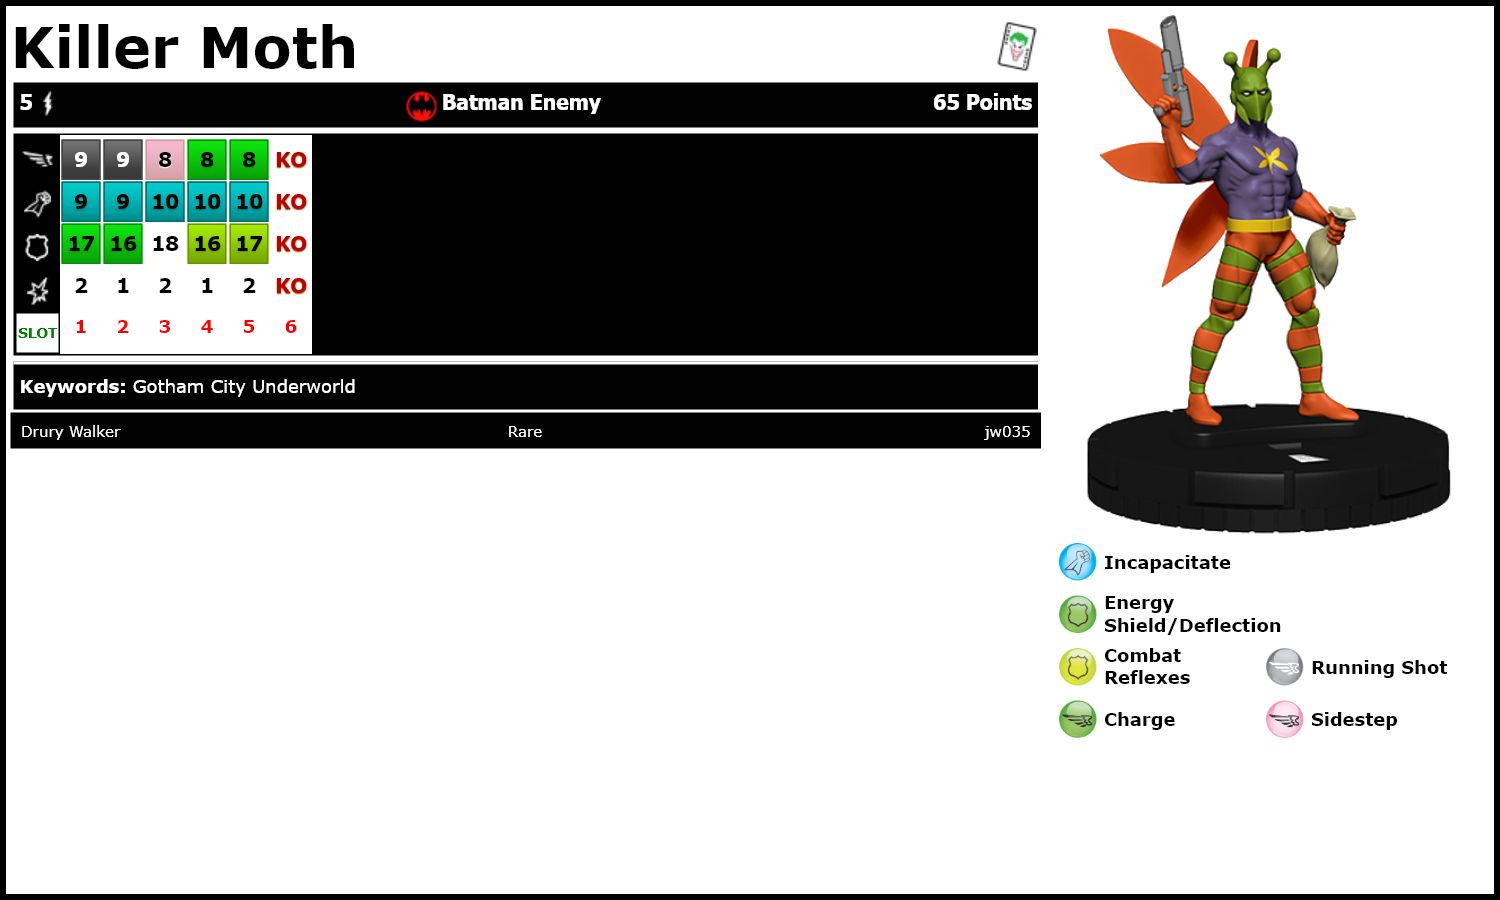 Killer Moth
5 Batman Enemy 65 Points
9 9 8 8 8 KO
9 9 10 10 10 KO
17 16 18 16 17 KO
2 1 2 1 2 KO
SLOT 1 2 3 4 5 6
Keywords: Gotham City Underworld
Drury Walker Rare jw035
Incapacitate
Energy
Shield/Deflection
Combat
Reflexes
Running Shot
Charge
Sidestep